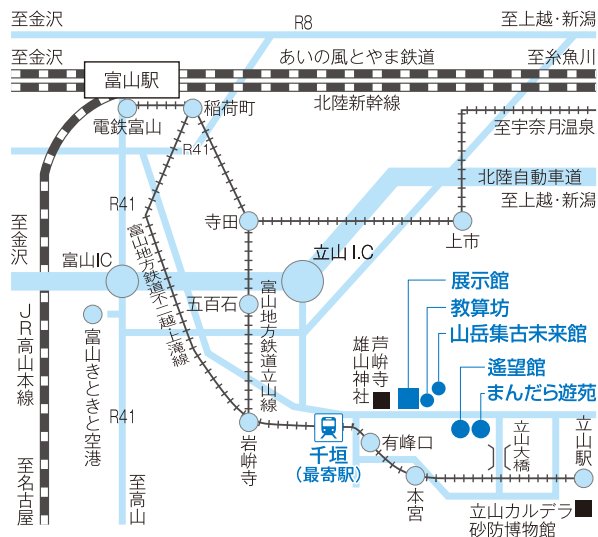 至金沢
R8
至上越・新潟
至金沢
あいの風とやま鉄道
至糸魚川
富山駅
北陸新幹線
電鉄富山
稲荷町
至宇奈月温泉
R41
北陸自動車道
至上越・新潟
R41
寺田
上市
至金沢
富山IC
立山I.C
富山地方鉄道不二越上滝線
五百石
富山地方鉄道立山線
展示館
教算坊
山岳集古未来館
遙望館
まんだら遊苑
JR高山本線
富山きときと空港
芦峅寺
雄山神社
R41
岩峅寺
千垣
(最寄駅)
有峰口
立山大橋
立山駅
至名古屋
至高山
本宮
立山カルデラ
砂防博物館